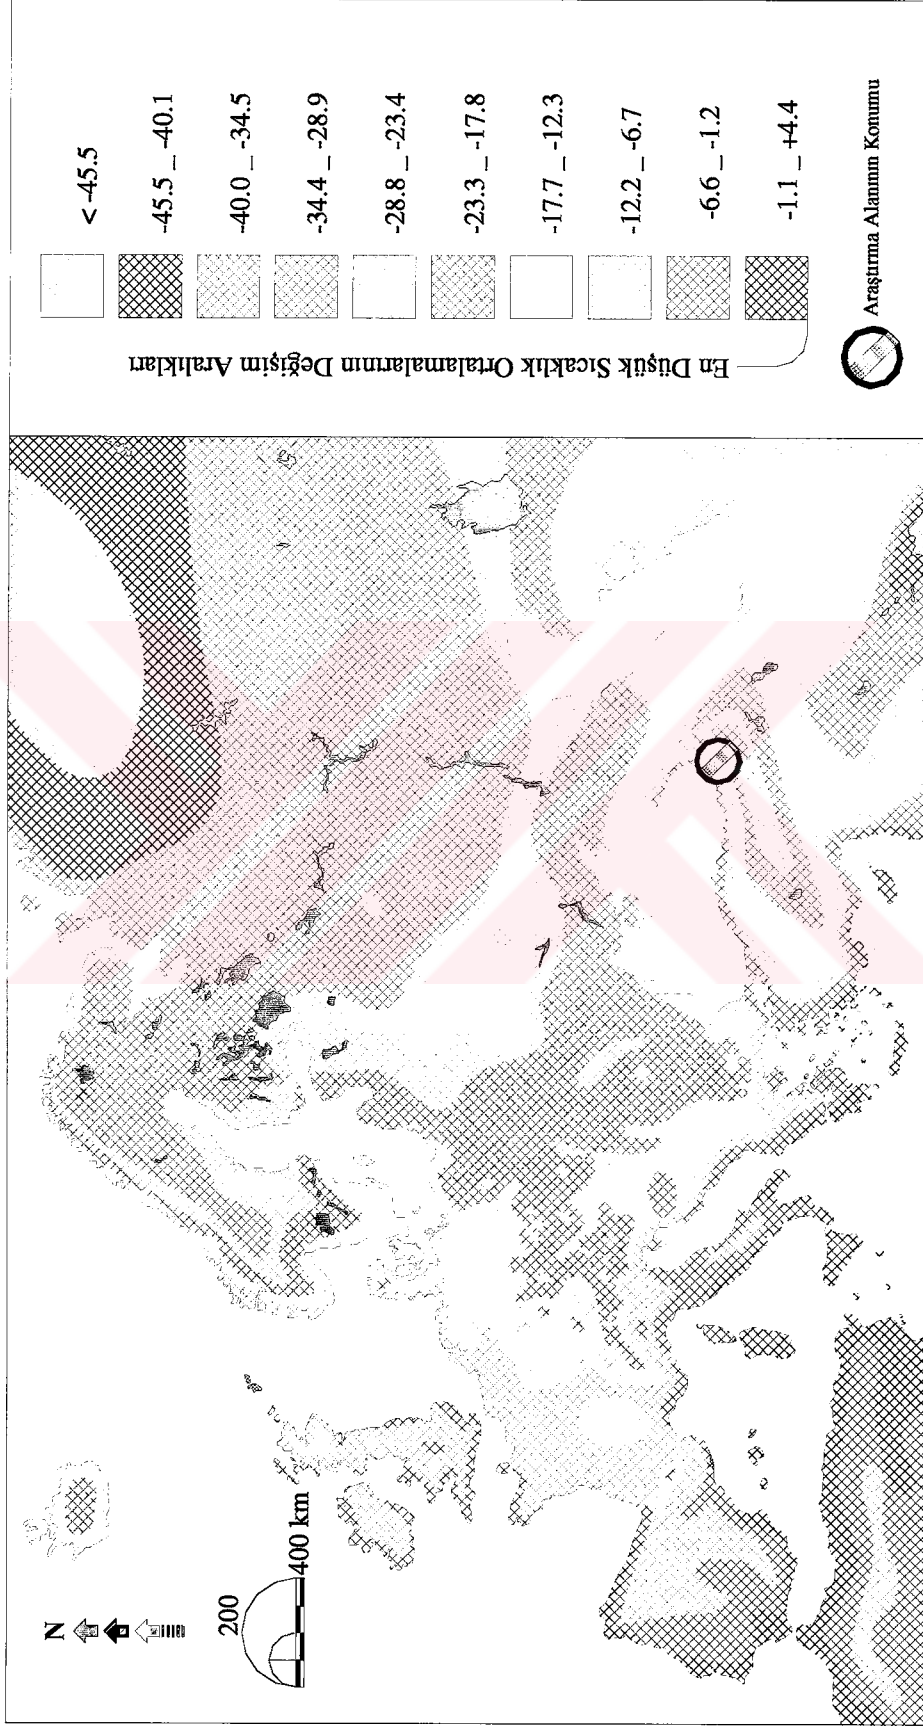 N
200
400 km
En Düşük Sıcaklık Ortalamalarının Değişim Aralıkları
< -45.5
-45.5 _ -40.1
-40.0 _ -34.5
-34.4 _ -28.9
-28.8 _ -23.4
-23.3 _ -17.8
-17.7 _ -12.3
-12.2 _ -6.7
-6.6 _ -1.2
-1.1 _ +4.4
Araştırma Alanının Konumu